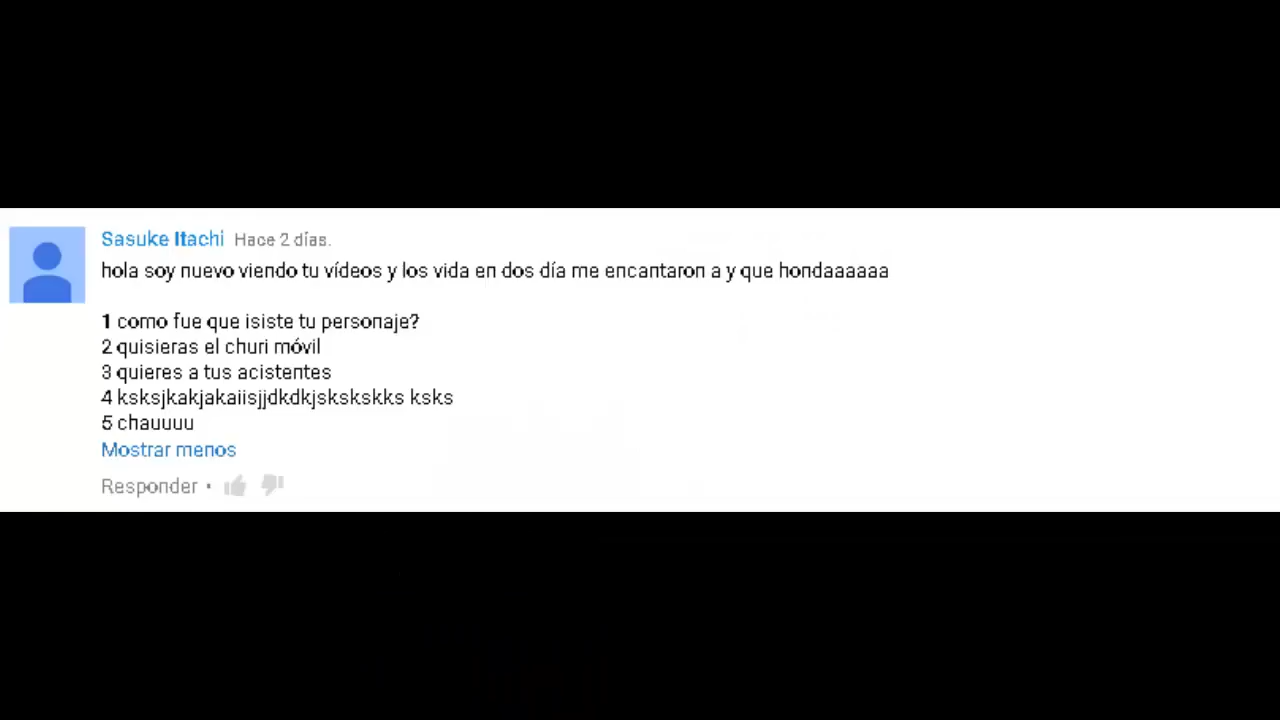 Sasuke Itachi Hace 2 días.
hola soy nuevo viendo tu vídeos y los vida en dos día me encantaron a y que hondaaaaaa
1 como fue que isiste tu personaje?
2 quisieras el churi móvil
3 quieres a tus acistentes
4 ksksjkakjakaiisjjdkdkjsksksskks ksks
5 chauuuu
Mostrar menos
Responder •